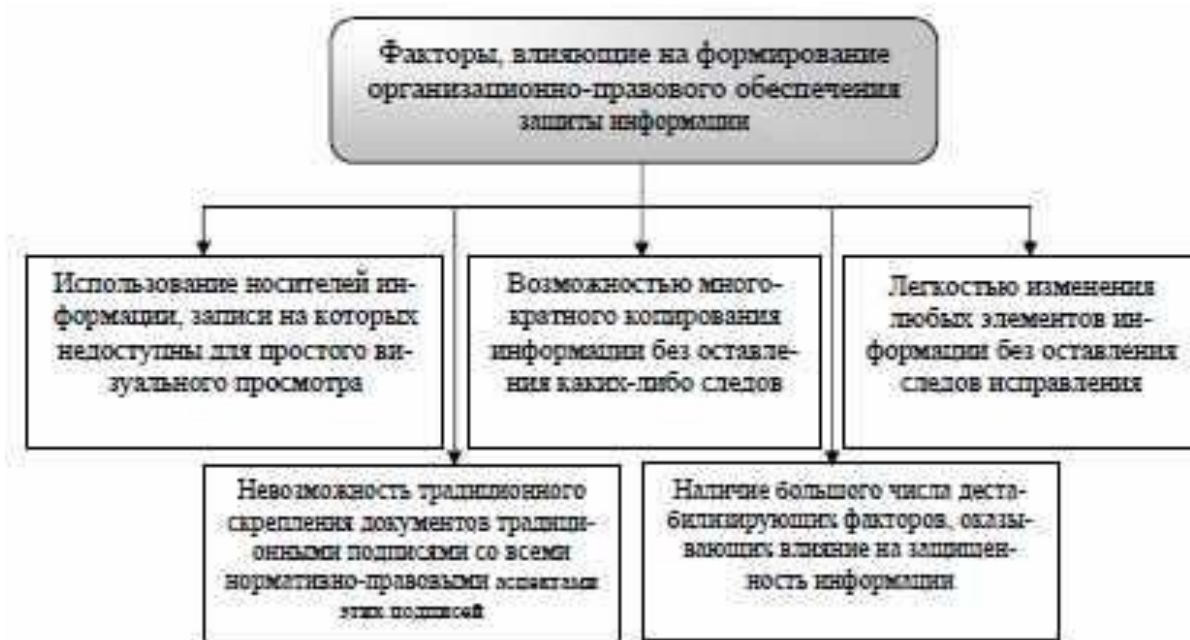 Факторы, влияющие на формирование
организационно-правового обеспечения
защиты информации
Использование носителей ин-
формации, записи на которых
недоступны для простого ви-
зуального просмотра
Возможностью много-
кратного копирования
информации без оставле-
ния каких-либо следов
Легкостью изменения
любых элементов ин-
формации без оставления
следов исправления
Невозможность традиционного
скрепления документов традици-
онными подписями со всеми
нормативно-правовыми аспектами
этих подписей
Наличие большого числа деста-
билизирующих факторов, оказы-
вающих влияние на защищен-
ность информации